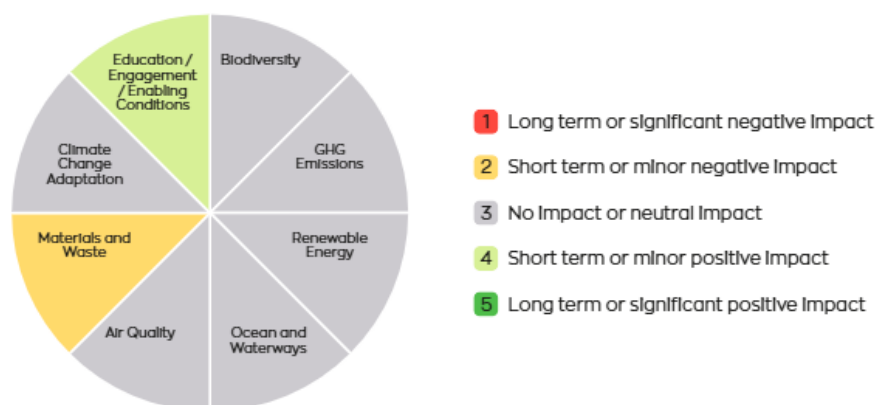 Education /
Engagement
/ Enabling
Conditions
Biodiversity
Climate
Change
Adaptation
GHG
Emissions
Materials and
Waste
Renewable
Energy
Air Quality
Ocean and
Waterways
1 Long term or significant negative impact
2 Short term or minor negative impact
3 No impact or neutral impact
4 Short term or minor positive impact
5 Long term or significant positive impact